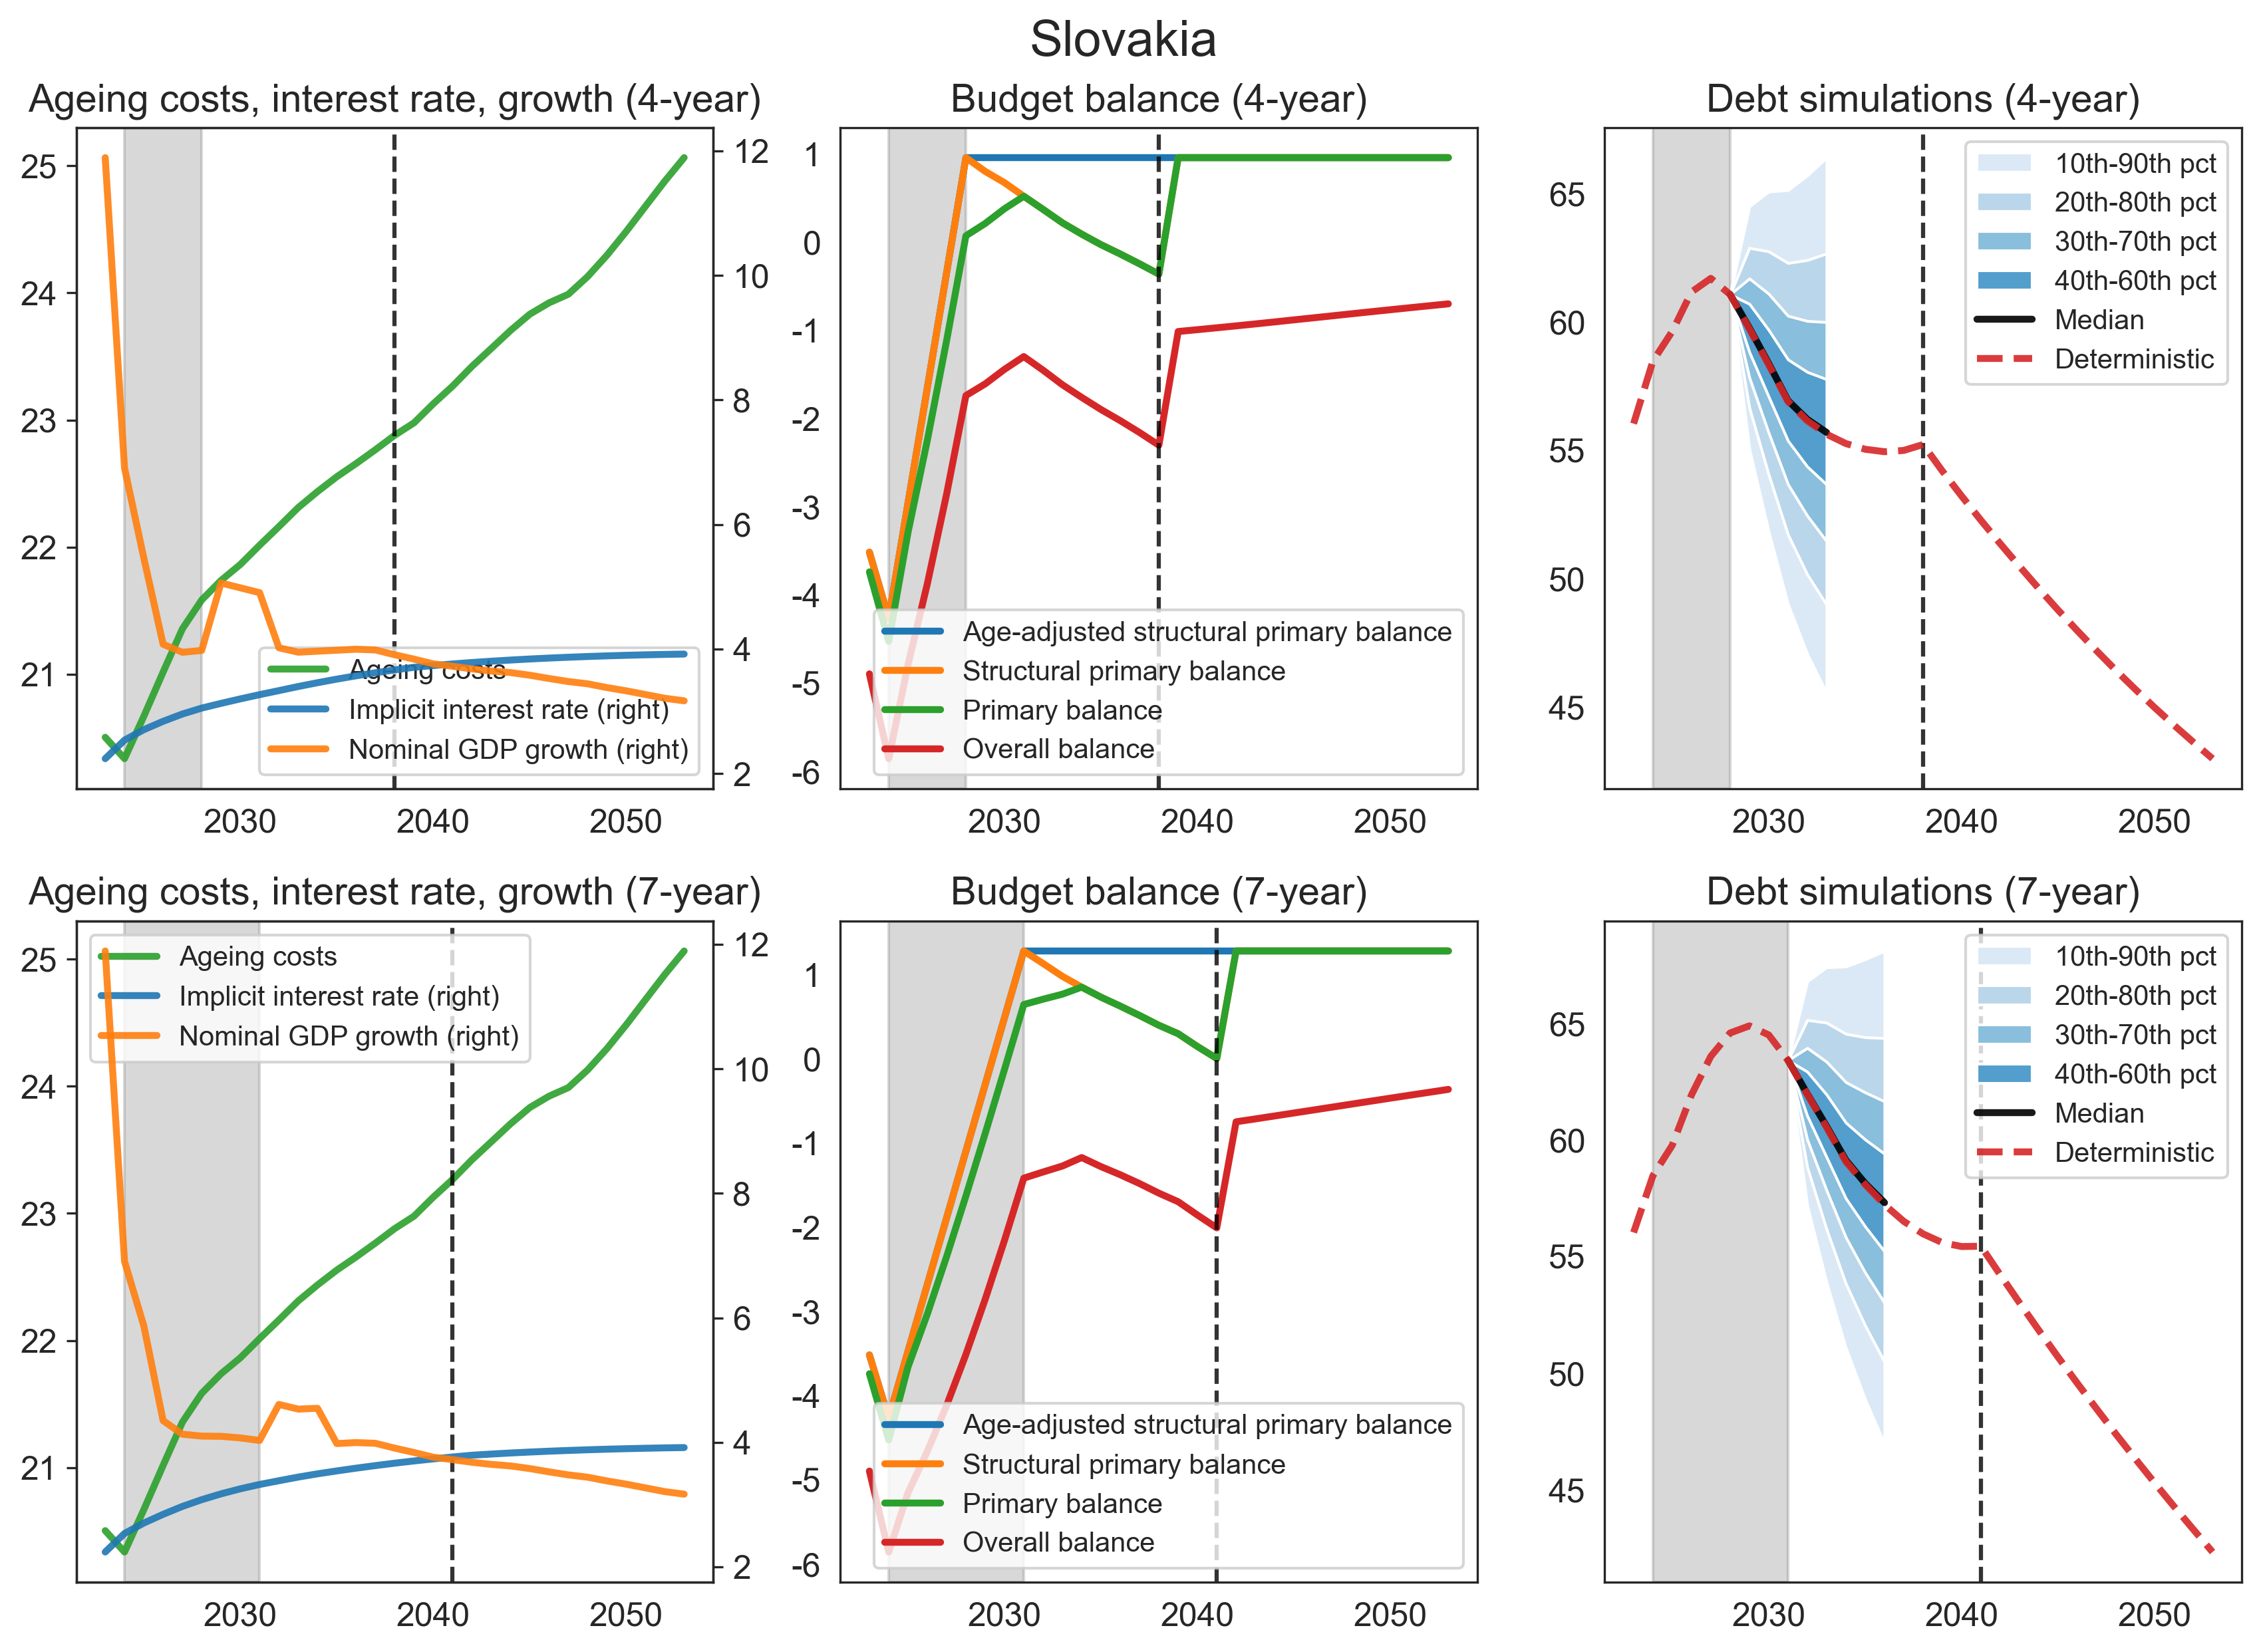 Slovakia
Ageing costs, interest rate, growth (4-year)
25
24
23
22
21
12
10
8
6
4
2
Ageing costs
Implicit interest rate (right)
Nominal GDP growth (right)
2030
2040
2050
Budget balance (4-year)
1
0
-1
-2
-3
-4
-5
-6
Age-adjusted structural primary balance
Structural primary balance
Primary balance
Overall balance
2030
2040
2050
Debt simulations (4-year)
65
60
55
50
45
10th-90th pct
20th-80th pct
30th-70th pct
40th-60th pct
Median
Deterministic
2030
2040
2050
Ageing costs, interest rate, growth (7-year)
25
24
23
22
21
12
10
8
6
4
2
Ageing costs
Implicit interest rate (right)
Nominal GDP growth (right)
2030
2040
2050
Budget balance (7-year)
1
0
-1
-2
-3
-4
-5
-6
Age-adjusted structural primary balance
Structural primary balance
Primary balance
Overall balance
2030
2040
2050
Debt simulations (7-year)
65
60
55
50
45
10th-90th pct
20th-80th pct
30th-70th pct
40th-60th pct
Median
Deterministic
2030
2040
2050